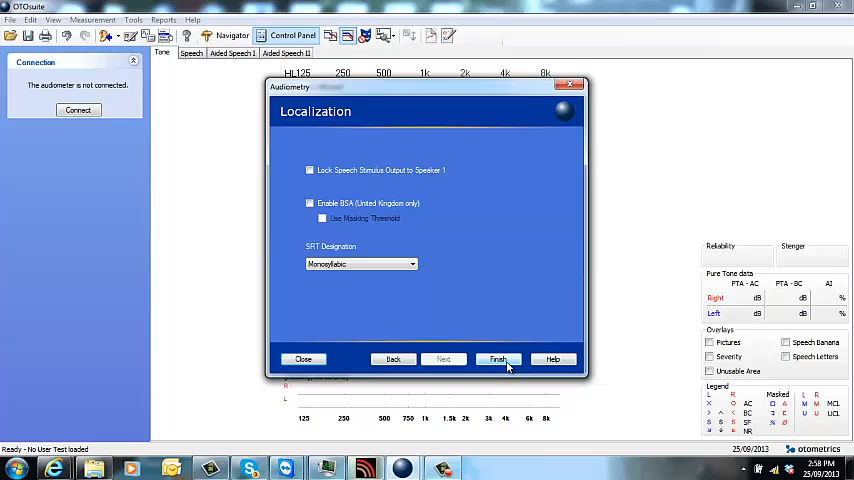 OTOsuite
File Edit View Measurement Tools Reports Help
Navigator Control Panel
Tone Speech Aided Speech I Aided Speech II
Connection
The audiometer is not connected.
Connect
HL125 250 500 1k 2k 4k 8k
Audiometry
Localization
Lock Speech Stimulus Output to Speaker 1
Enable BSA (United Kingdom only)
Use Masking Threshold
SRT Designation
Monosyllabic
Close Back Next Finish Help
R
L
125 250 500 750 1k 1.5k 2k 3k 4k 6k 8k
Reliability Stenger
Pure Tone data
PTA - AC PTA - BC AI
Right dB dB %
Left dB dB %
Overlays
Pictures Speech Banana
Severity Speech Letters
Unusable Area
Legend
L R Masked L R
AC M M MCL
BC U U UCL
S S SF
NR
Ready - No User Test loaded 25/09/2013 otometrics
2:58 PM
25/09/2013